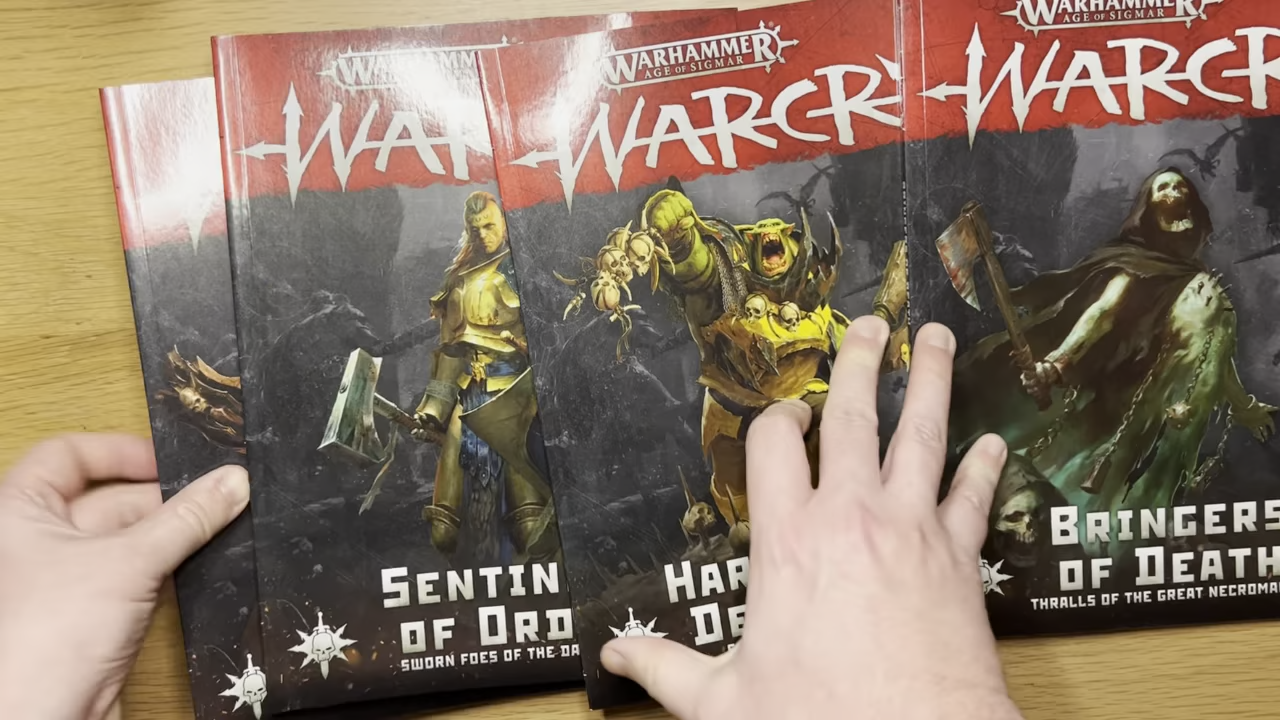 WAR
SENTIN
OF ORD
SWORN FOES OF THE DA
WARHAMMER
AGE OF SIGMAR
WARCR
HAR
DE
WARHAMMER
AGE OF SIGMAR
WARCR
BRINGERS
OF DEATH
THRALLS OF THE GREAT NECROMA